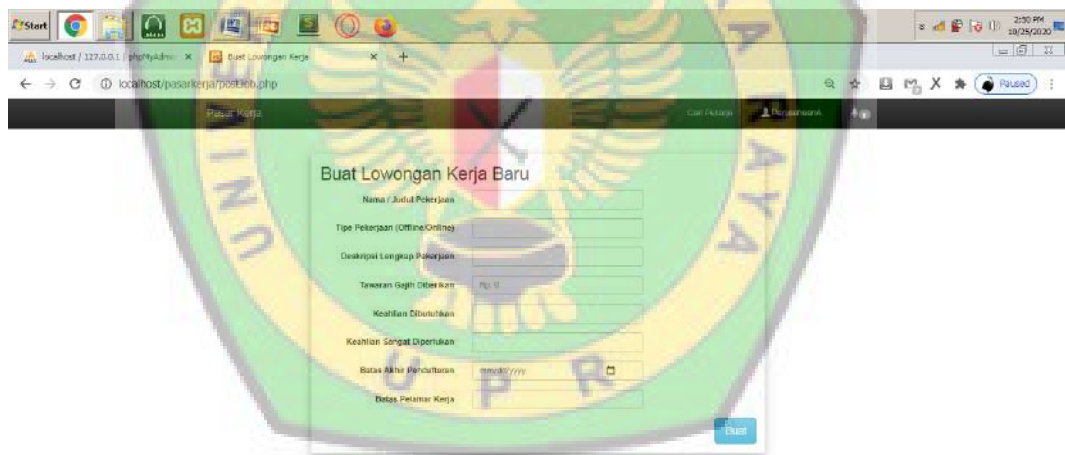 Start
2:50 PM
10/25/2020
localhost / 127.0.0.1 / phpMyAdmin
Buat Lowongan Kerja
localhost/pasarkerja/postJob.php
Paused
Pasar Kerja
Cari Pekerja
Buat Lowongan Kerja Baru
Nama / Judul Pekerjaan
Tipe Pekerjaan (Offline/Online)
Deskripsi Lengkap Pekerjaan
Tawaran Gajih Diberikan
Rp. 0
Keahlian Dibutuhkan
Keahlian Sangat Diperlukan
Batas Akhir Pendaftaran
mm/dd/yyyy
Batas Pelamar Kerja
Buat
UPR